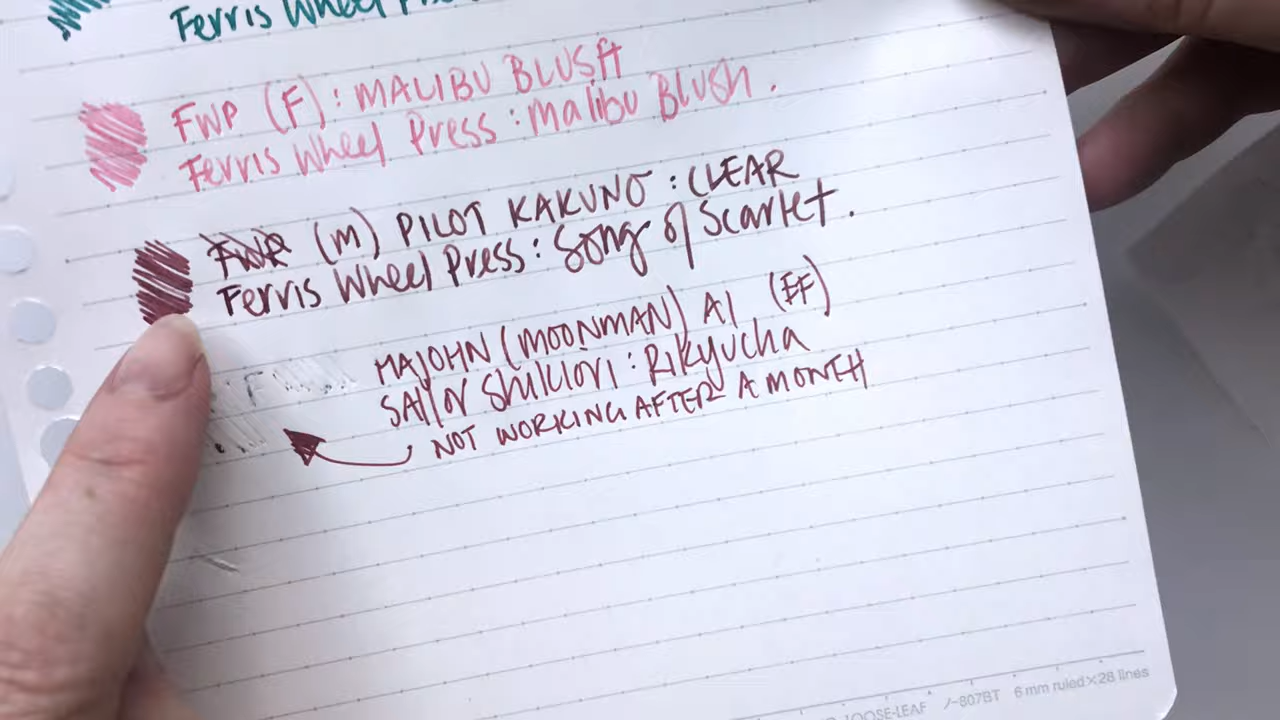 Ferris Wheel
FWP (F) : MALIBU BLUSH
Ferris Wheel Press : Malibu Blush .
FWP (M) PILOT KAKUNO : CLEAR
Ferris Wheel Press : Song of Scarlet .
MAJOHN (MOONMAN) A1 (EF)
SAILOR Shikiori : Rikyucha
NOT WORKING AFTER A MONTH
LOOSE-LEAF ノ-807BT 6 mm ruled×28 lines